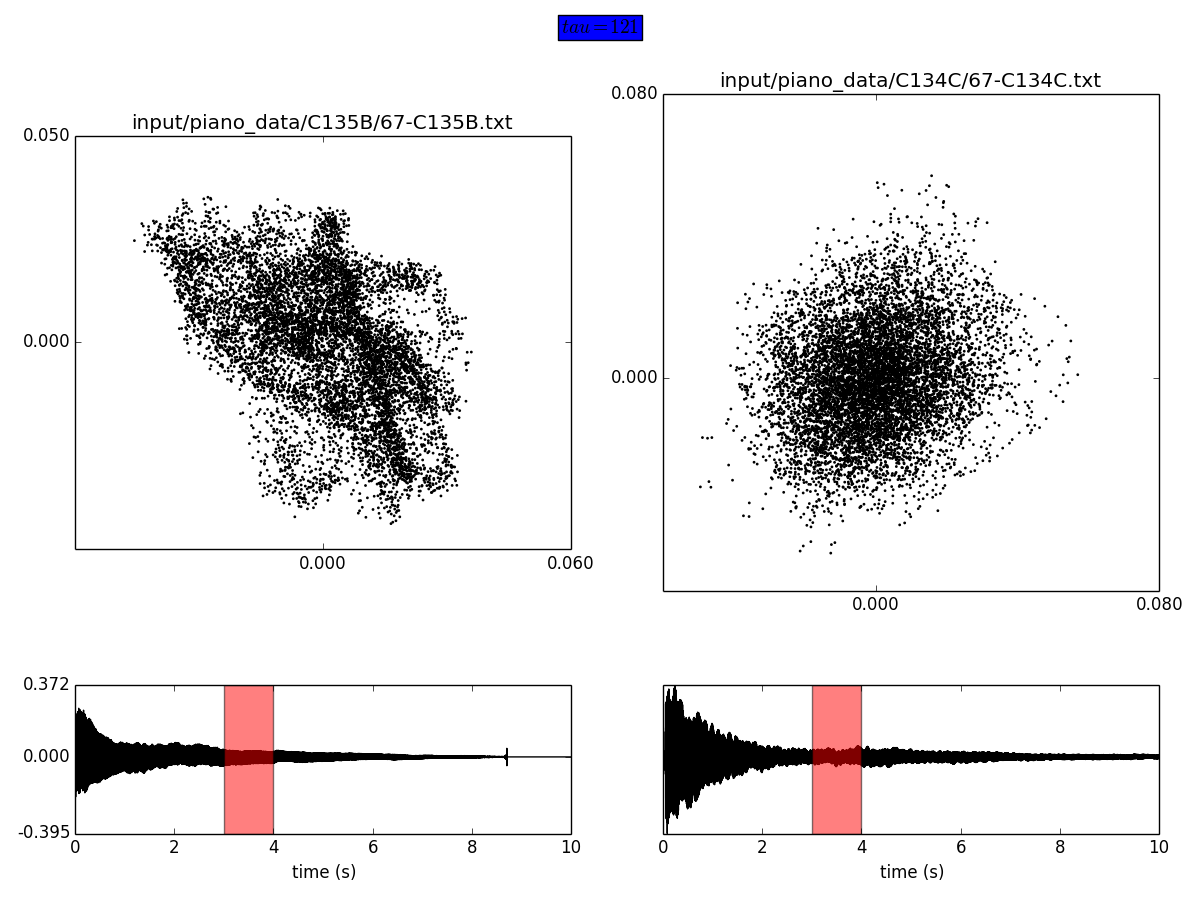 tau = 121
input/piano_data/C135B/67-C135B.txt
0.050
0.000
0.000 0.060
input/piano_data/C134C/67-C134C.txt
0.080
0.000
0.000 0.080
0.372
0.000
-0.395
0 2 4 6 8 10
time (s)
0 2 4 6 8 10
time (s)